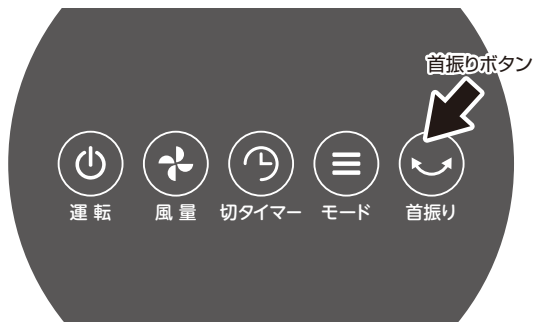 首振りボタン
運転
風量
切タイマー
モード
首振り